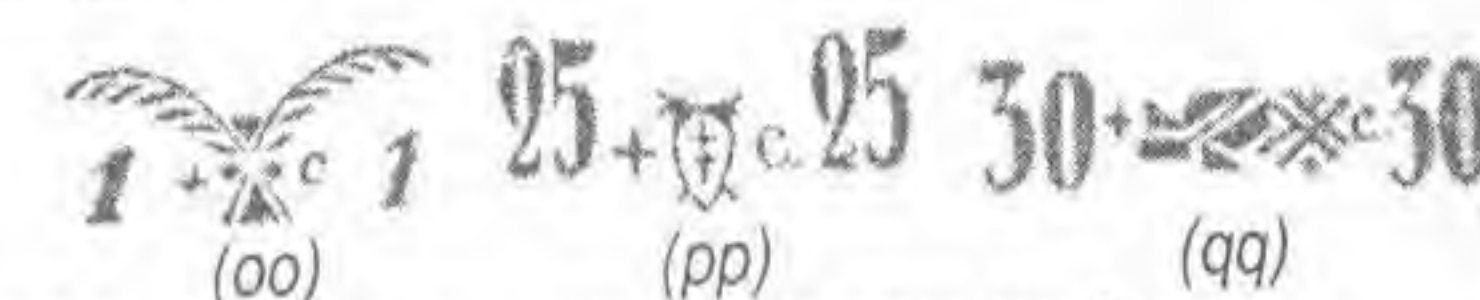 1 + c 1
25 + c. 25
30 + c. 30
(oo) (pp) (qq)